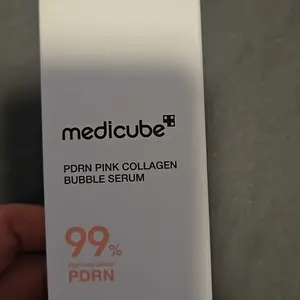 medicube
PDRN PINK COLLAGEN
BUBBLE SERUM
99%
PDRN